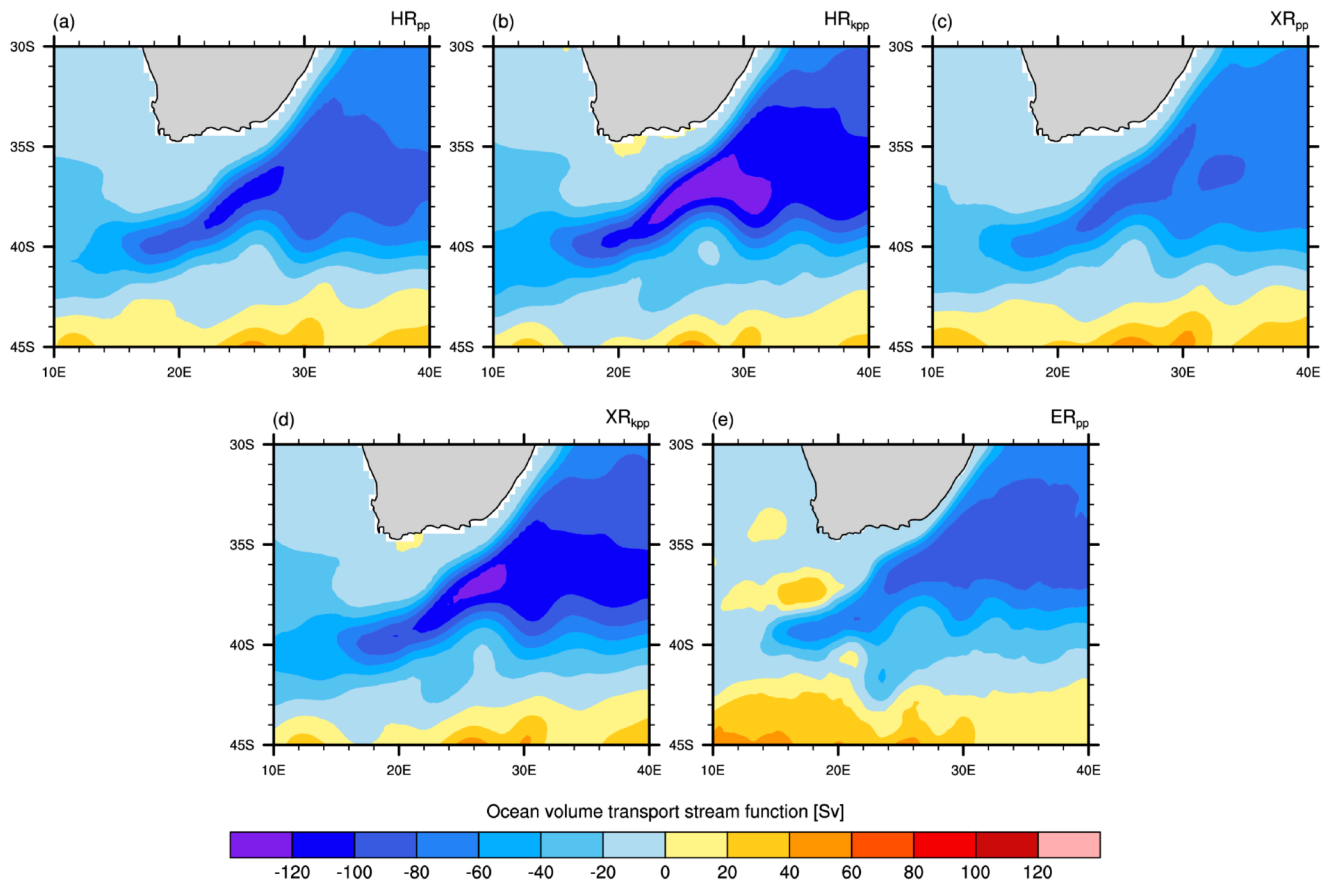 (a) HRpp (b) HRkpp (c) XRpp
30S 30S 30S
35S 35S 35S
40S 40S 40S
45S 45S 45S
10E 20E 30E 40E 10E 20E 30E 40E 10E 20E 30E 40E
(d) XRkpp (e) ERpp
30S 30S
35S 35S
40S 40S
45S 45S
10E 20E 30E 40E 10E 20E 30E 40E
Ocean volume transport stream function [Sv]
-120 -100 -80 -60 -40 -20 0 20 40 60 80 100 120